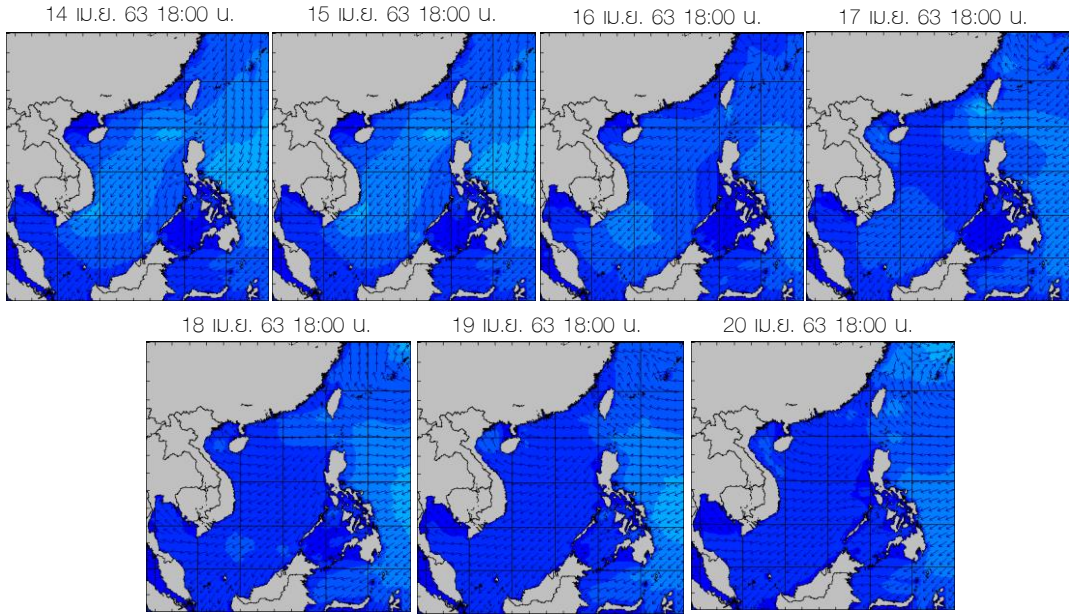 14 เม.ย. 63 18:00 น.
15 เม.ย. 63 18:00 น.
16 เม.ย. 63 18:00 น.
17 เม.ย. 63 18:00 น.
18 เม.ย. 63 18:00 น.
19 เม.ย. 63 18:00 น.
20 เม.ย. 63 18:00 น.